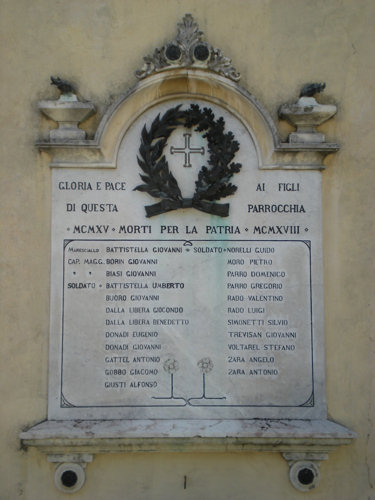 GLORIA E PACE AI FIGLI
DI QUESTA PARROCCHIA
• MCMXV • MORTI PER LA PATRIA • MCMXVIII •
MARESCIALLO BATTISTELLA GIOVANNI • SOLDATO • NORELLI GUIDO
CAP. MAGG. BORIN GIOVANNI MORO PIETRO
" " BIASI GIOVANNI PARRO DOMENICO
SOLDATO • BATTISTELLA UMBERTO PARRO GREGORIO
BUORO GIOVANNI RADO VALENTINO
DALLA LIBERA GIOCONDO RADO LUIGI
DALLA LIBERA BENEDETTO SIMONETTI SILVIO
DONADI EUGENIO TREVISAN GIOVANNI
DONADI GIOVANNI VOLTAREL STEFANO
GATTEL ANTONIO ZARA ANGELO
GOBBO GIACOMO ZARA ANTONIO
GIUSTI ALFONSO